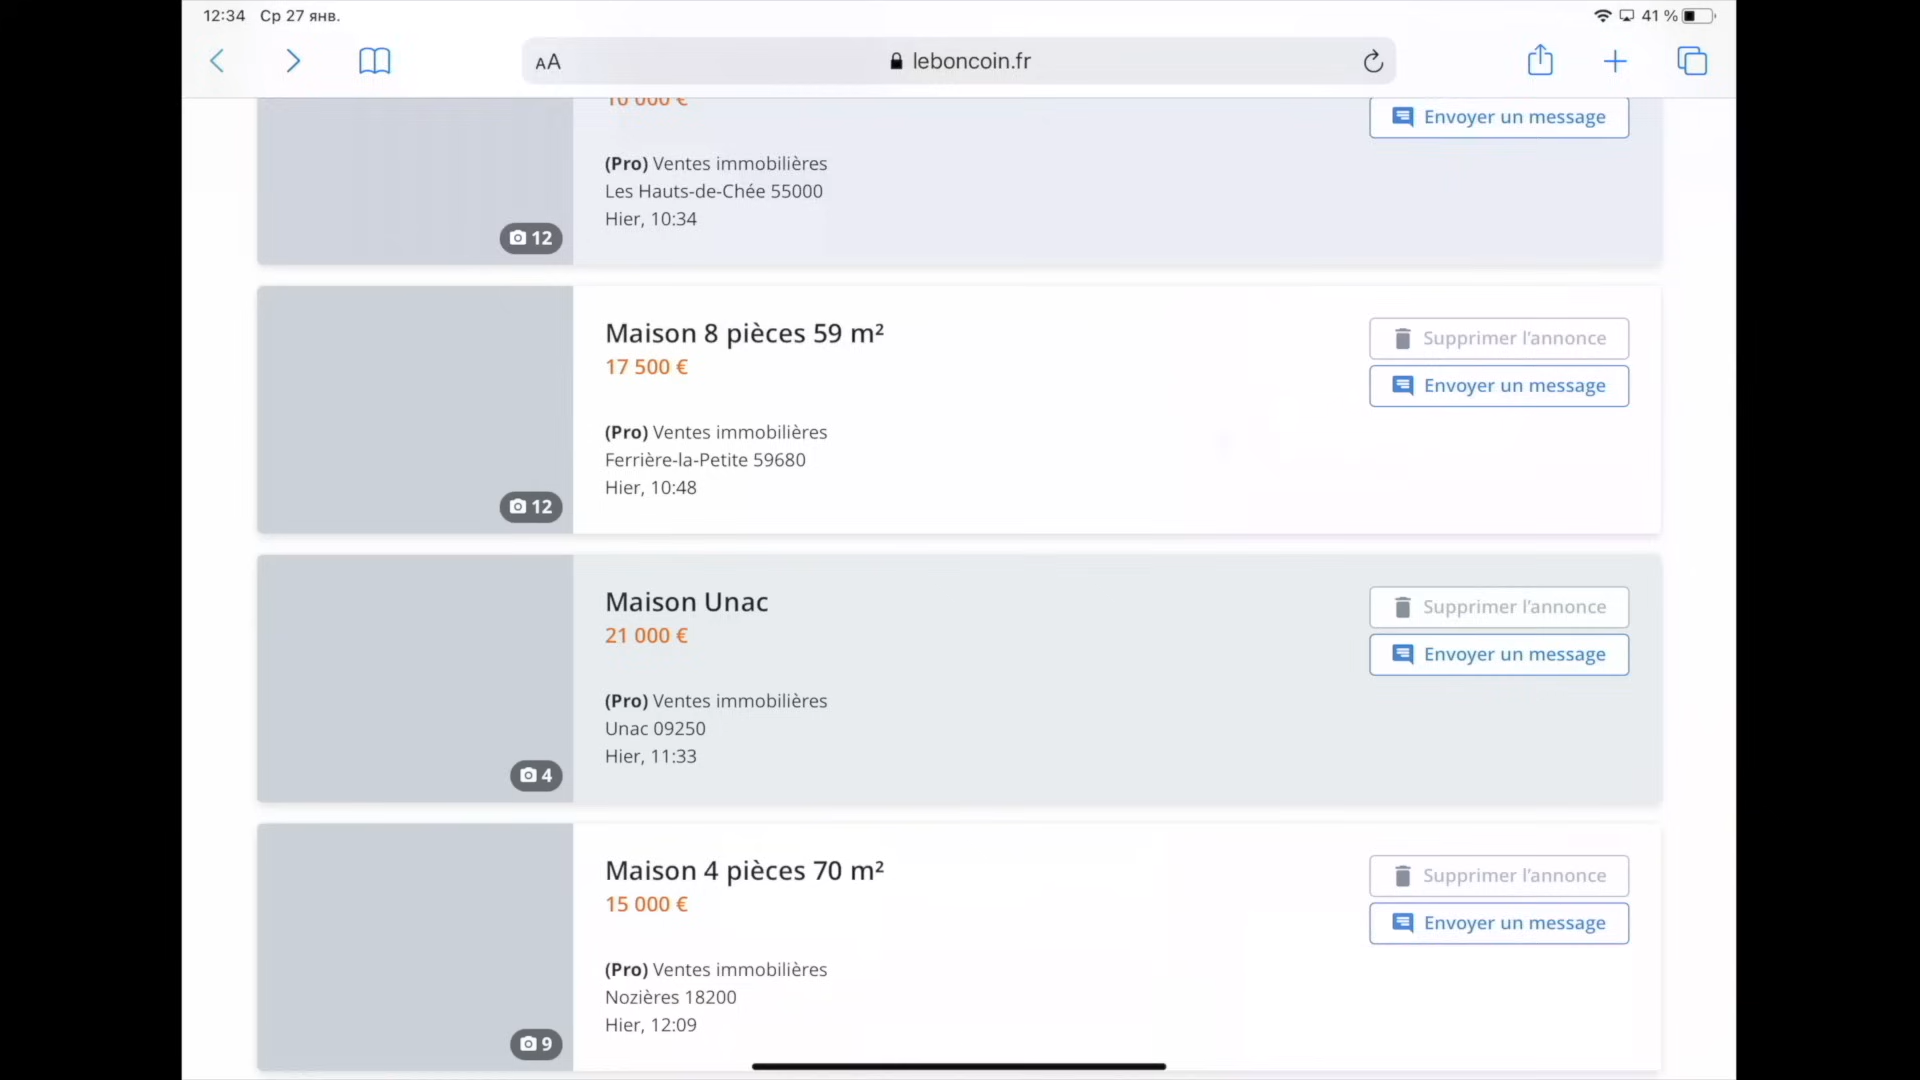 12:34 Ср 27 янв.
41 %
AA
leboncoin.fr
10 000 €
Envoyer un message
(Pro) Ventes immobilières
Les Hauts-de-Chée 55000
Hier, 10:34
12
Maison 8 pièces 59 m²
17 500 €
Supprimer l'annonce
Envoyer un message
(Pro) Ventes immobilières
Ferrière-la-Petite 59680
Hier, 10:48
12
Maison Unac
21 000 €
Supprimer l'annonce
Envoyer un message
(Pro) Ventes immobilières
Unac 09250
Hier, 11:33
4
Maison 4 pièces 70 m²
15 000 €
Supprimer l'annonce
Envoyer un message
(Pro) Ventes immobilières
Nozières 18200
Hier, 12:09
9